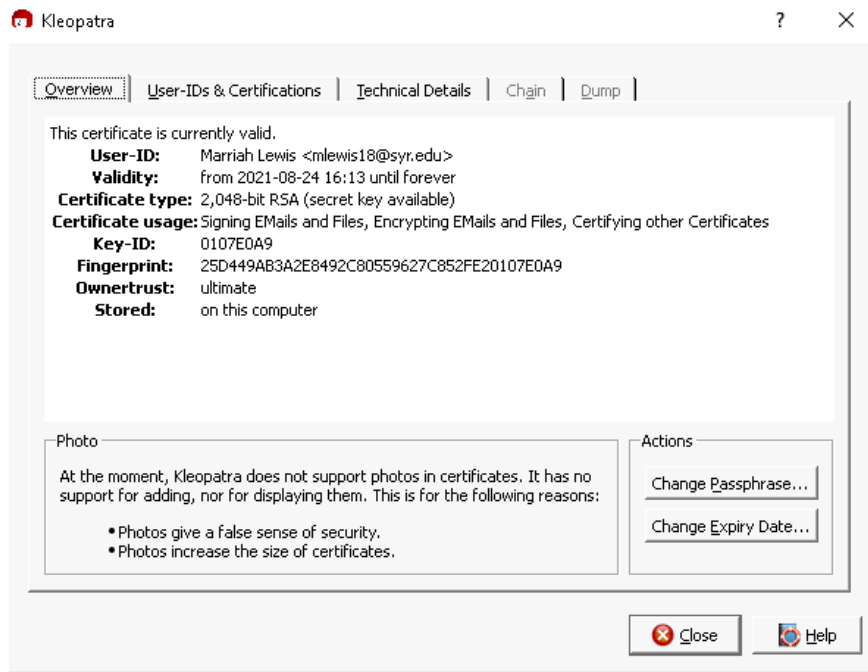 Kleopatra
Overview
User-IDs & Certifications
Technical Details
Chain
Dump
This certificate is currently valid.
User-ID: Marriah Lewis <mlewis18@syr.edu>
Validity: from 2021-08-24 16:13 until forever
Certificate type: 2,048-bit RSA (secret key available)
Certificate usage: Signing EMails and Files, Encrypting EMails and Files, Certifying other Certificates
Key-ID: 0107E0A9
Fingerprint: 25D449AB3A2E8492C80559627C852FE20107E0A9
Ownertrust: ultimate
Stored: on this computer
Photo
At the moment, Kleopatra does not support photos in certificates. It has no
support for adding, nor for displaying them. This is for the following reasons:
• Photos give a false sense of security.
• Photos increase the size of certificates.
Actions
Change Passphrase...
Change Expiry Date...
Close
Help